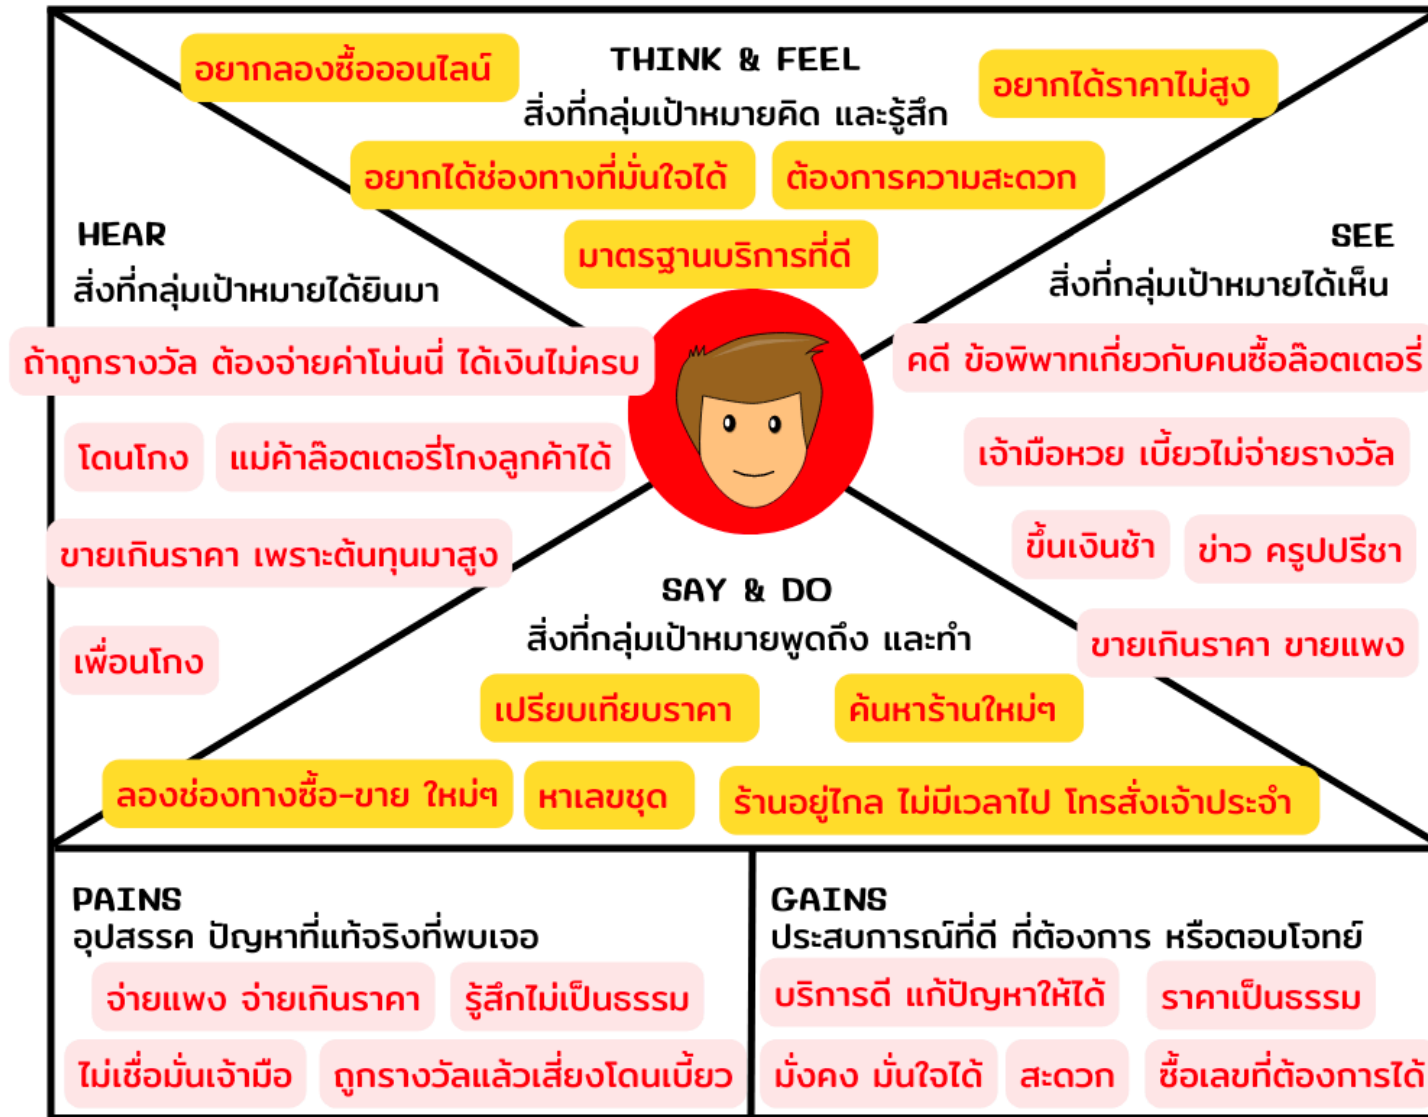 THINK & FEEL
สิ่งที่กลุ่มเป้าหมายคิด และรู้สึก
อยากลองซื้อออนไลน์
อยากได้ราคาไม่สูง
อยากได้ช่องทางที่มั่นใจได้
ต้องการความสะดวก
มาตรฐานบริการที่ดี
HEAR
สิ่งที่กลุ่มเป้าหมายได้ยินมา
ถ้าถูกรางวัล ต้องจ่ายค่าโน่นนี่ ได้เงินไม่ครบ
โดนโกง
แม่ค้าล๊อตเตอรี่โกงลูกค้าได้
ขายเกินราคา เพราะต้นทุนมาสูง
เพื่อนโกง
SEE
สิ่งที่กลุ่มเป้าหมายได้เห็น
คดี ข้อพิพาทเกี่ยวกับคนซื้อล๊อตเตอรี่
เจ้ามือหวย เบี้ยวไม่จ่ายรางวัล
ขึ้นเงินช้า
ข่าว ครูปปรีชา
ขายเกินราคา ขายแพง
SAY & DO
สิ่งที่กลุ่มเป้าหมายพูดถึง และทำ
เปรียบเทียบราคา
ค้นหาร้านใหม่ๆ
ลองช่องทางซื้อ-ขาย ใหม่ๆ
หาเลขชุด
ร้านอยู่ไกล ไม่มีเวลาไป โทรสั่งเจ้าประจำ
PAINS
อุปสรรค ปัญหาที่แท้จริงที่พบเจอ
จ่ายแพง จ่ายเกินราคา
รู้สึกไม่เป็นธรรม
ไม่เชื่อมั่นเจ้ามือ
ถูกรางวัลแล้วเสี่ยงโดนเบี้ยว
GAINS
ประสบการณ์ที่ดี ที่ต้องการ หรือตอบโจทย์
บริการดี แก้ปัญหาให้ได้
ราคาเป็นธรรม
มั่งคง มั่นใจได้
สะดวก
ซื้อเลขที่ต้องการได้